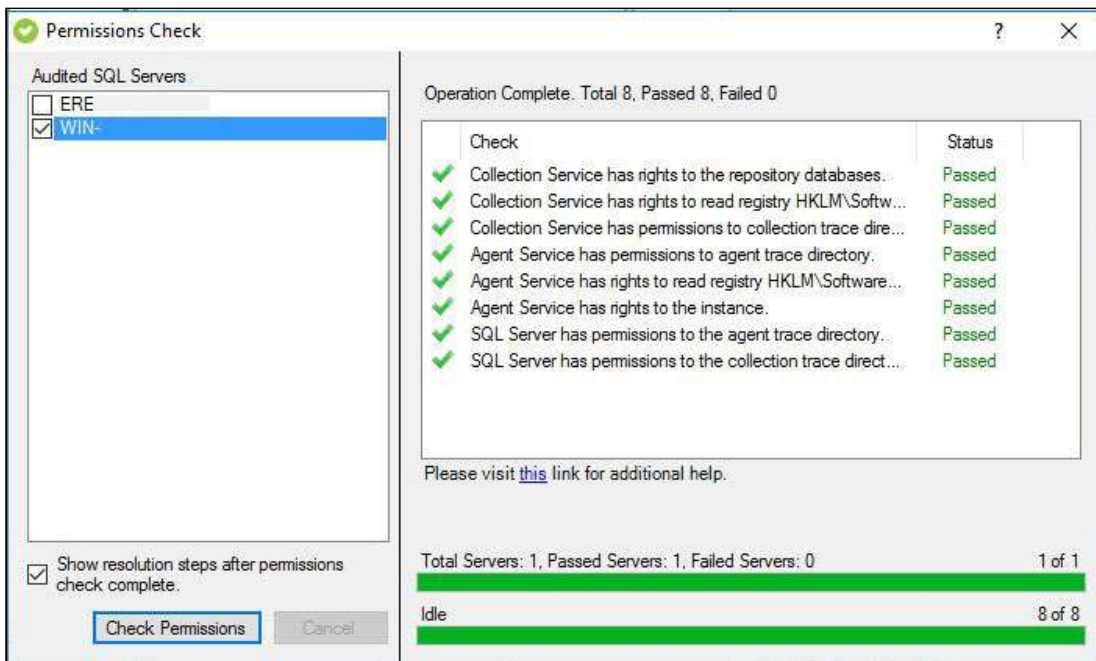 Permissions Check
?
Audited SQL Servers
ERE
WIN-
Show resolution steps after permissions
check complete.
Check Permissions
Cancel
Operation Complete. Total 8, Passed 8, Failed 0
Check Status
Collection Service has rights to the repository databases. Passed
Collection Service has rights to read registry HKLM\Softw... Passed
Collection Service has permissions to collection trace dire... Passed
Agent Service has permissions to agent trace directory. Passed
Agent Service has rights to read registry HKLM\Software... Passed
Agent Service has rights to the instance. Passed
SQL Server has permissions to the agent trace directory. Passed
SQL Server has permissions to the collection trace direct... Passed
Please visit this link for additional help.
Total Servers: 1, Passed Servers: 1, Failed Servers: 0 1 of 1
Idle 8 of 8